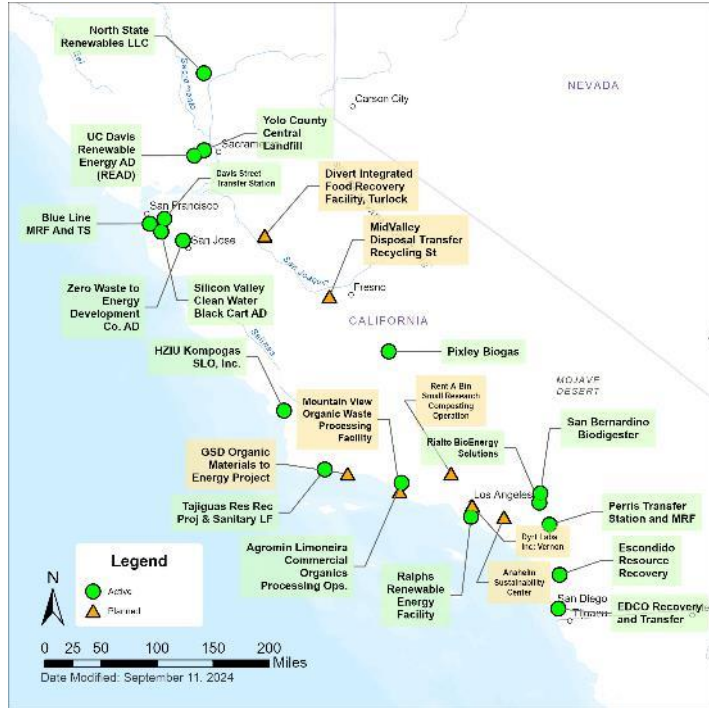 North State
Renewables LLC
NEVADA
Carson City
Sacramento
Yolo County
Central
Landfill
UC Davis
Renewable
Energy AD
(READ)
Davis Street
Transfer Station
Divert Integrated
Food Recovery
Facility, Turlock
San Francisco
Blue Line
MRF And TS
MidValley
Disposal Transfer
Recycling St
San Jose
San Joaquin
Zero Waste to
Energy
Development
Co. AD
Silicon Valley
Clean Water
Black Cart AD
Fresno
CALIFORNIA
Salinas
HZIU Kompogas
SLO, Inc.
Pixley Biogas
MOJAVE
DESERT
Rent A Bin
Small Research
Composting
Operation
Mountain View
Organic Waste
Processing
Facility
San Bernardino
Biodigester
Rialto BioEnergy
Solutions
GSD Organic
Materials to
Energy Project
Los Angeles
Tajiguas Res Rec
Proj & Sanitary LF
Perris Transfer
Station and MRF
Agromin Limoneira
Commercial
Organics
Processing Ops.
Inc: Vernon
Anaheim
Sustainability
Center
Ralphs
Renewable
Energy
Facility
Escondido
Resource
Recovery
San Diego
EDCO Recovery
and Transfer
Tijuana
Legend
Active
Planned
N
0 25 50 100 150 200
Miles
Date Modified: September 11, 2024